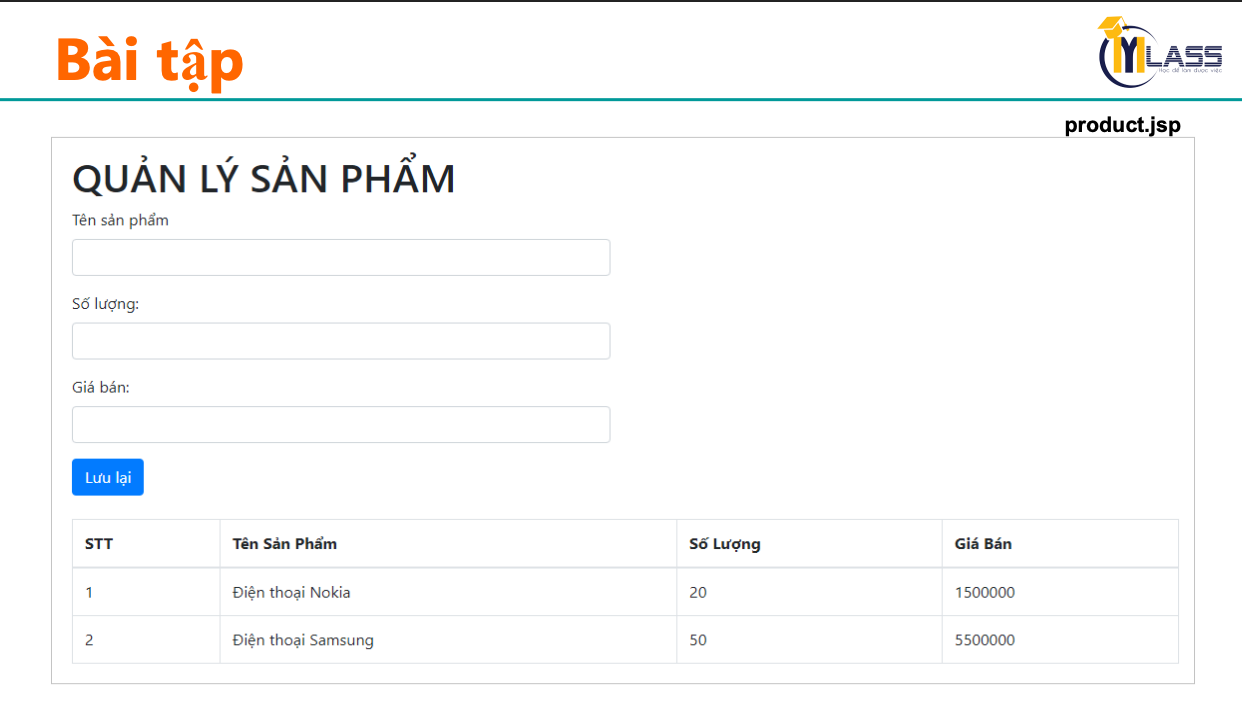 Bài tập
MYLASS
Học để làm được việc
product.jsp
QUẢN LÝ SẢN PHẨM
Tên sản phẩm
Số lượng:
Giá bán:
Lưu lại
STT Tên Sản Phẩm Số Lượng Giá Bán
1 Điện thoại Nokia 20 1500000
2 Điện thoại Samsung 50 5500000